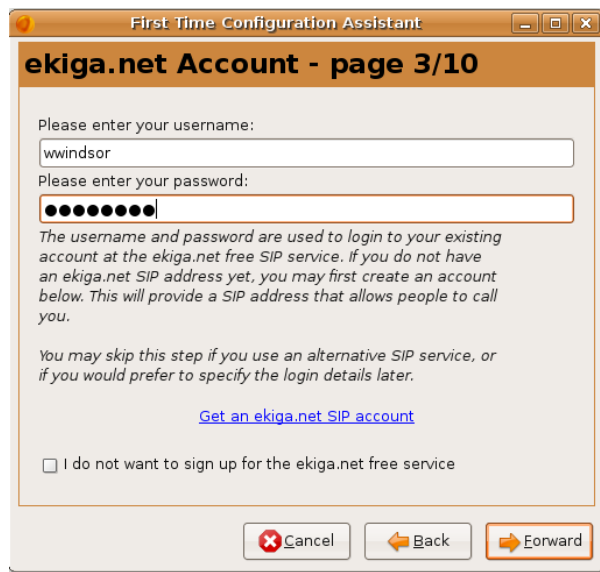 First Time Configuration Assistant
ekiga.net Account - page 3/10
Please enter your username:
wwindsor
Please enter your password:
●●●●●●●●
The username and password are used to login to your existing
account at the ekiga.net free SIP service. If you do not have
an ekiga.net SIP address yet, you may first create an account
below. This will provide a SIP address that allows people to call
you.
You may skip this step if you use an alternative SIP service, or
if you would prefer to specify the login details later.
Get an ekiga.net SIP account
I do not want to sign up for the ekiga.net free service
Cancel Back Forward